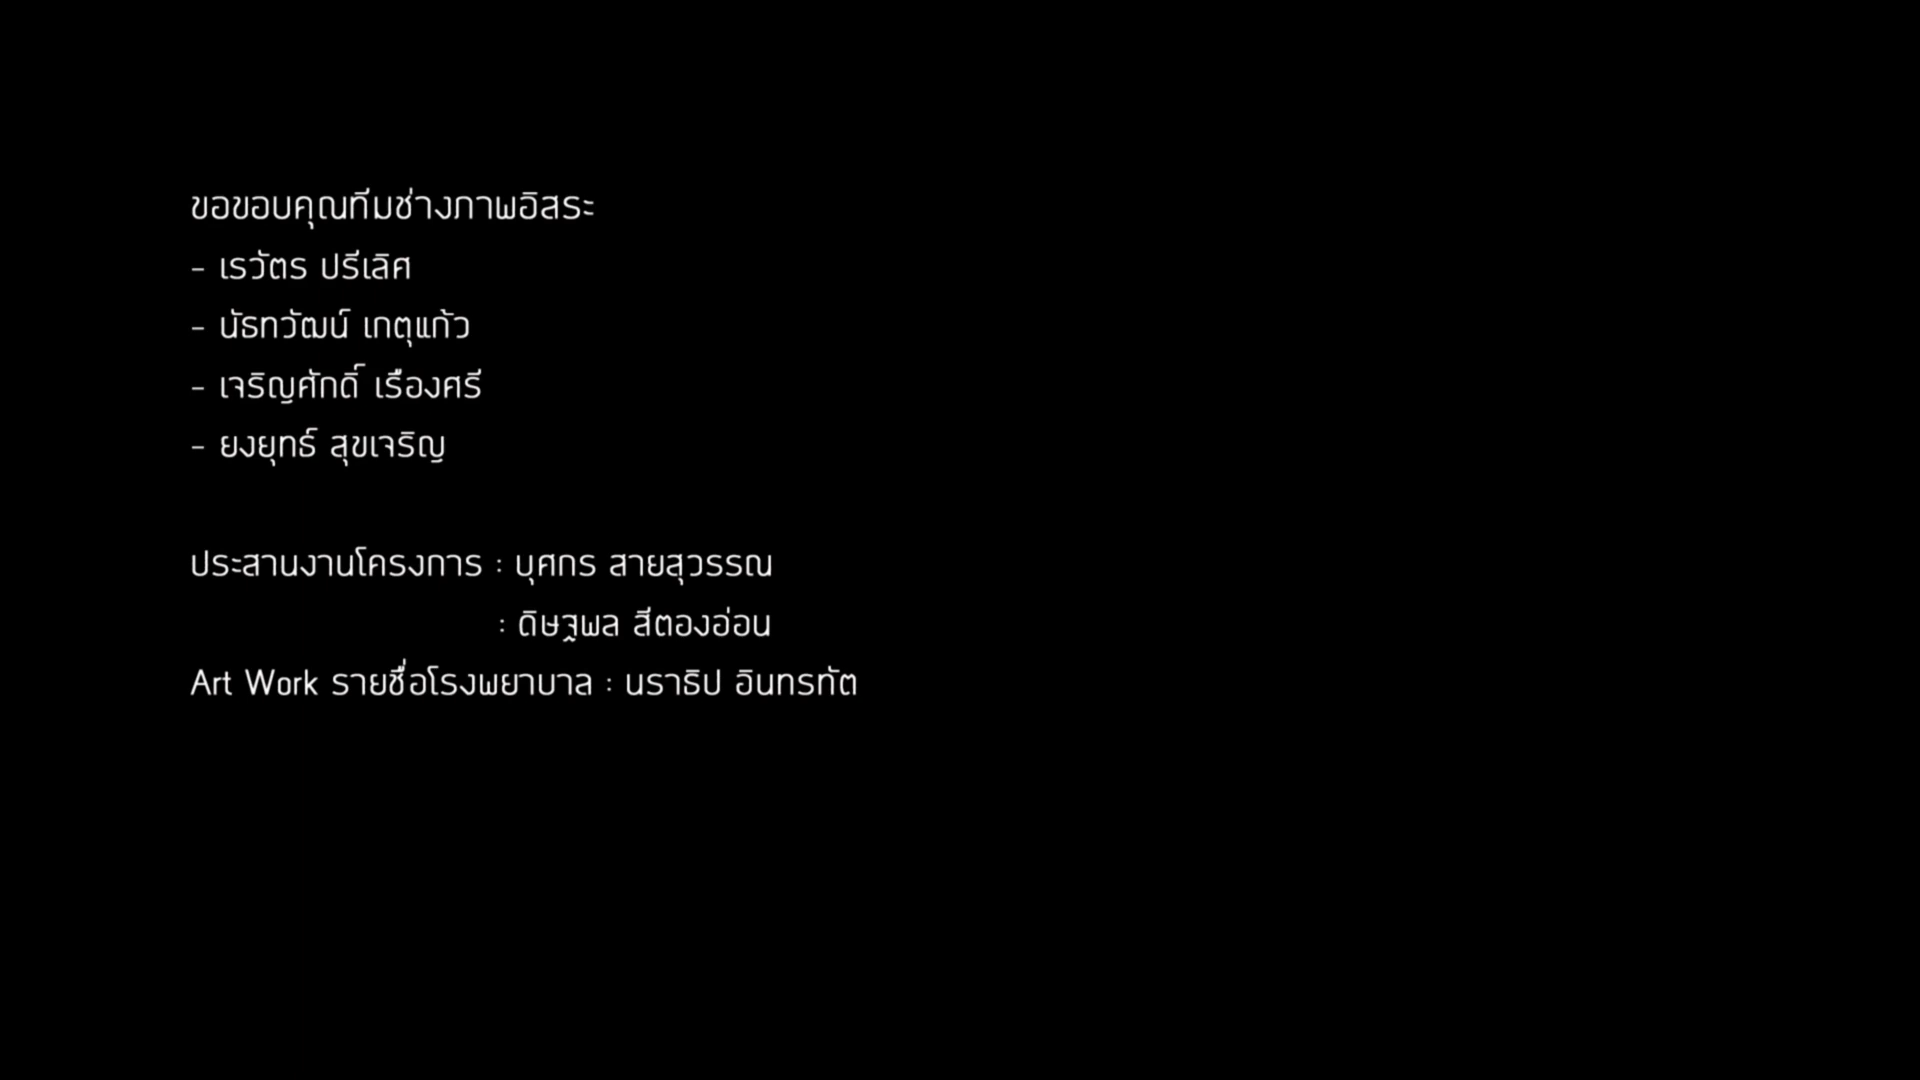 ขอขอบคุณทีมช่างภาพอิสระ
- เรวัตร ปรีเลิศ
- นัธทวัฒน์ เกตุแก้ว
- เจริญศักดิ์ เรืองศรี
- ยงยุทธ์ สุขเจริญ
ประสานงานโครงการ : บุศกร สายสุวรรณ
: ดิษฐพล สีตองอ่อน
Art Work รายชื่อโรงพยาบาล : นราธิป อินทรทัต